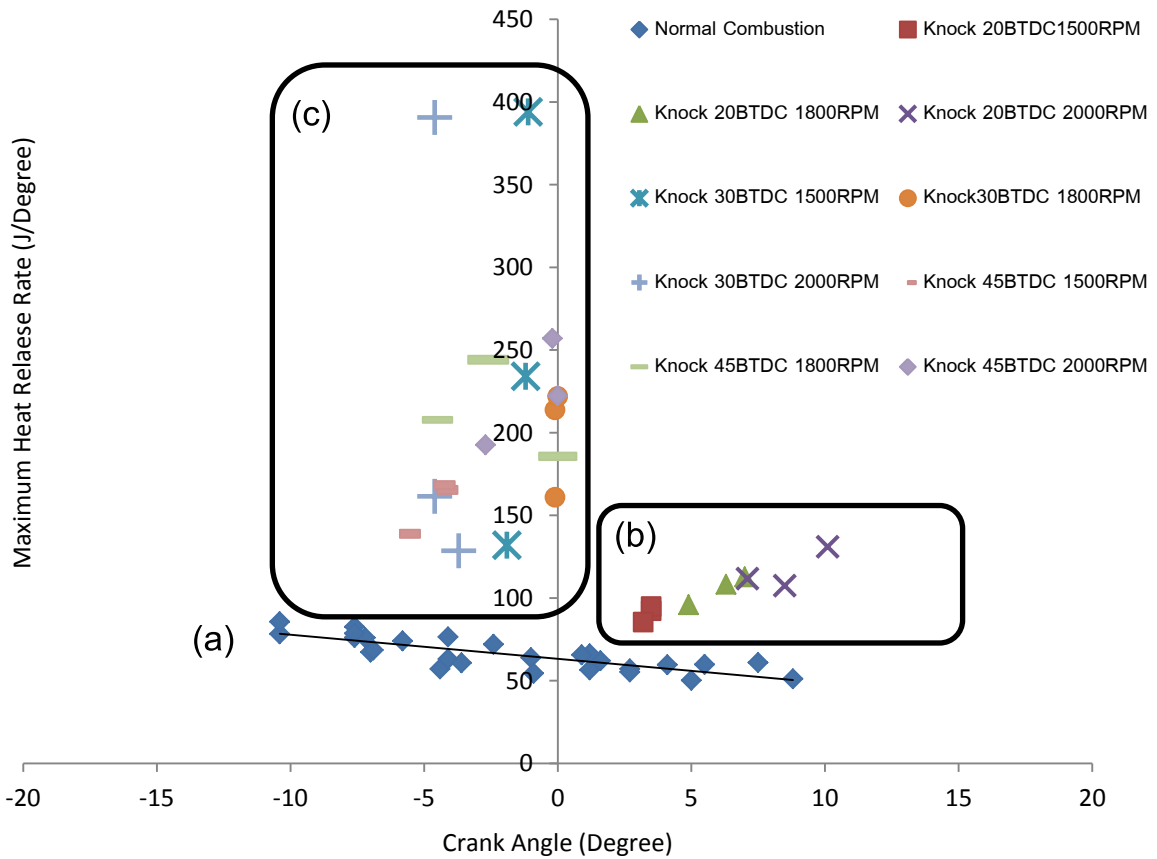 Maximum Heat Relaese Rate (J/Degree)
450
400
350
300
250
200
150
100
50
0
-20
-15
-10
-5
0
5
10
15
20
Crank Angle (Degree)
(c)
(b)
(a)
Normal Combustion
Knock 20BTDC1500RPM
Knock 20BTDC 1800RPM
Knock 20BTDC 2000RPM
Knock 30BTDC 1500RPM
Knock30BTDC 1800RPM
Knock 30BTDC 2000RPM
Knock 45BTDC 1500RPM
Knock 45BTDC 1800RPM
Knock 45BTDC 2000RPM